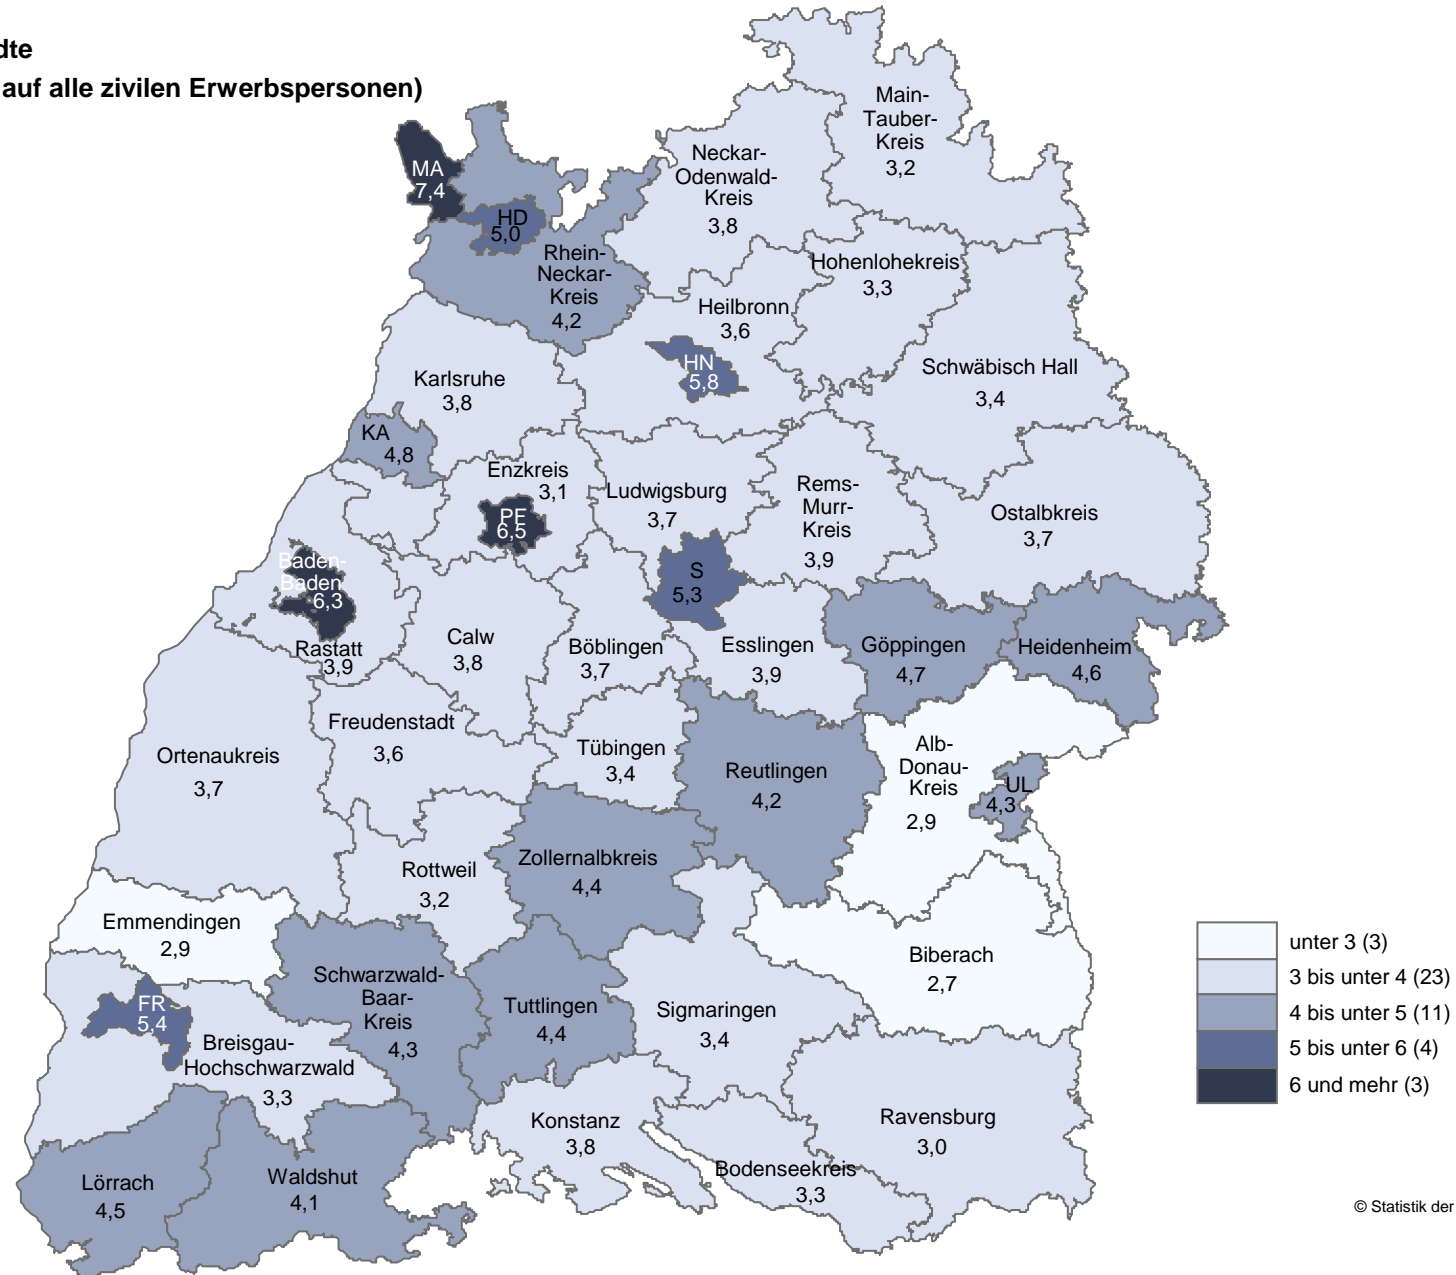 dte
auf alle zivilen Erwerbspersonen)
Main-
Tauber-
Kreis
3,2
MA
7,4
Neckar-
Odenwald-
Kreis
3,8
HD
5,0
Rhein-
Neckar-
Kreis
4,2
Hohenlohekreis
3,3
Heilbronn
3,6
HN
5,8
Schwäbisch Hall
3,4
Karlsruhe
3,8
KA
4,8
Enzkreis
3,1
PF
6,5
Ludwigsburg
3,7
Rems-
Murr-
Kreis
3,9
Ostalbkreis
3,7
Baden-
Baden
6,3
Rastatt
3,9
S
5,3
Calw
3,8
Böblingen
3,7
Esslingen
3,9
Göppingen
4,7
Heidenheim
4,6
Freudenstadt
3,6
Ortenaukreis
3,7
Tübingen
3,4
Reutlingen
4,2
Alb-
Donau-
Kreis
2,9
UL
4,3
Rottweil
3,2
Zollernalbkreis
4,4
Emmendingen
2,9
Biberach
2,7
Schwarzwald-
Baar-
Kreis
4,3
Tuttlingen
4,4
Sigmaringen
3,4
FR
5,4
Breisgau-
Hochschwarzwald
3,3
Konstanz
3,8
Ravensburg
3,0
Bodenseekreis
3,3
Lörrach
4,5
Waldshut
4,1
unter 3 (3)
3 bis unter 4 (23)
4 bis unter 5 (11)
5 bis unter 6 (4)
6 und mehr (3)
© Statistik der